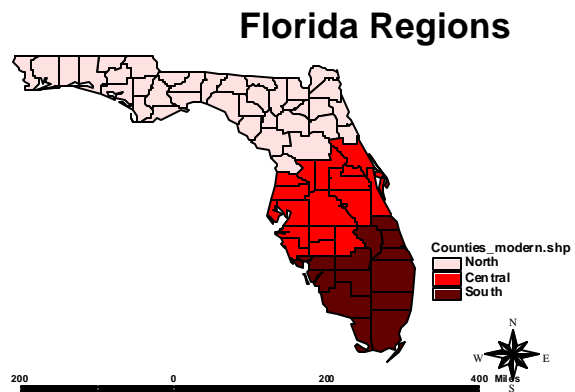 Florida Regions
Counties_modern.shp
North
Central
South
N
W E
S
200 0 200 400 Miles